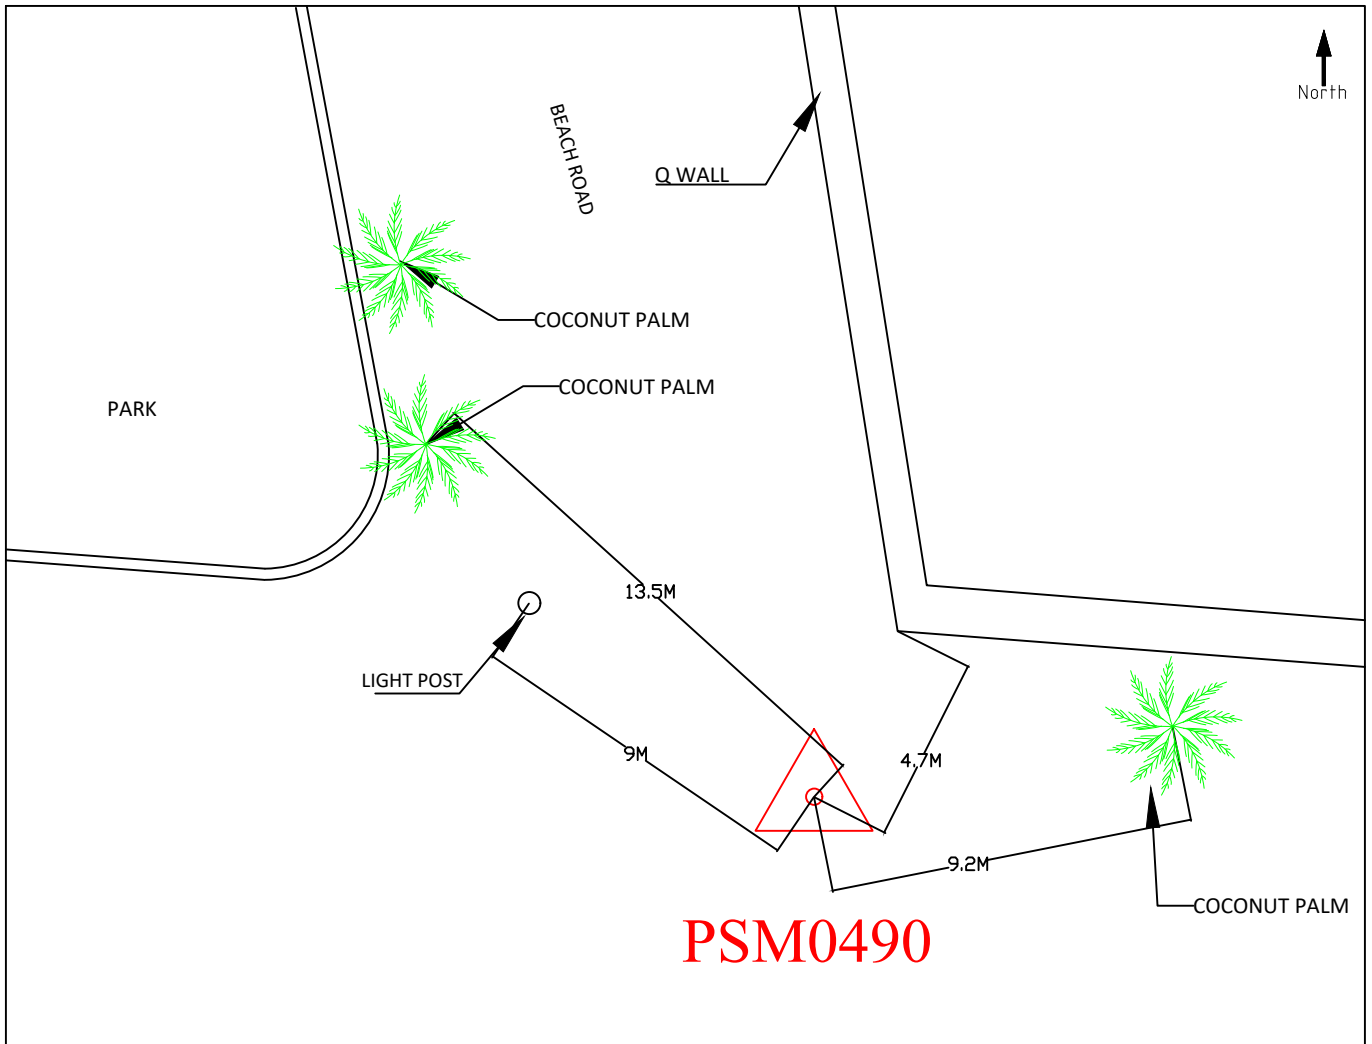 North
BEACH ROAD
Q WALL
COCONUT PALM
COCONUT PALM
PARK
13.5M
LIGHT POST
9M
4.7M
9.2M
COCONUT PALM
PSM0490